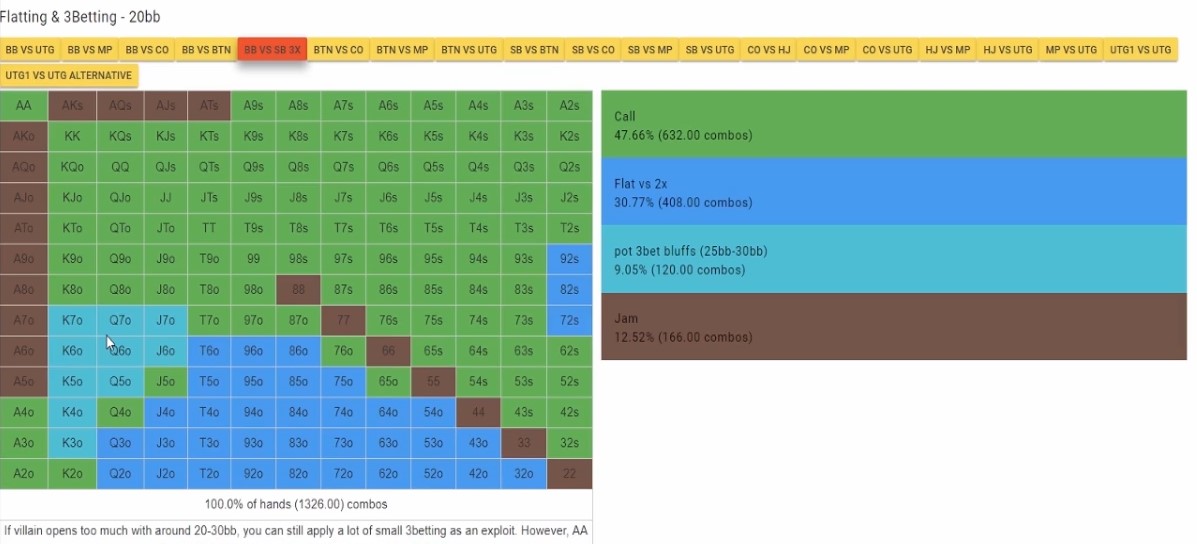 Flatting & 3Betting - 20bb
BB VS UTG BB VS MP BB VS CO BB VS BTN BB VS SB 3X BTN VS CO BTN VS MP BTN VS UTG SB VS BTN SB VS CO SB VS MP SB VS UTG CO VS HJ CO VS MP CO VS UTG HJ VS MP HJ VS UTG MP VS UTG UTG1 VS UTG
UTG1 VS UTG ALTERNATIVE
AA AKs AQs AJs ATs A9s A8s A7s A6s A5s A4s A3s A2s
AKo KK KQs KJs KTs K9s K8s K7s K6s K5s K4s K3s K2s
AQo KQo QQ QJs QTs Q9s Q8s Q7s Q6s Q5s Q4s Q3s Q2s
AJo KJo QJo JJ JTs J9s J8s J7s J6s J5s J4s J3s J2s
ATo KTo QTo JTo TT T9s T8s T7s T6s T5s T4s T3s T2s
A9o K9o Q9o J9o T9o 99 98s 97s 96s 95s 94s 93s 92s
A8o K8o Q8o J8o T8o 98o 88 87s 86s 85s 84s 83s 82s
A7o K7o Q7o J7o T7o 97o 87o 77 76s 75s 74s 73s 72s
A6o K6o Q6o J6o T6o 96o 86o 76o 66 65s 64s 63s 62s
A5o K5o Q5o J5o T5o 95o 85o 75o 65o 55 54s 53s 52s
A4o K4o Q4o J4o T4o 94o 84o 74o 64o 54o 44 43s 42s
A3o K3o Q3o J3o T3o 93o 83o 73o 63o 53o 43o 33 32s
A2o K2o Q2o J2o T2o 92o 82o 72o 62o 52o 42o 32o 22
100.0% of hands (1326.00) combos
If villain opens too much with around 20-30bb, you can still apply a lot of small 3betting as an exploit. However, AA
Call
47.66% (632.00 combos)
Flat vs 2x
30.77% (408.00 combos)
pot 3bet bluffs (25bb-30bb)
9.05% (120.00 combos)
Jam
12.52% (166.00 combos)